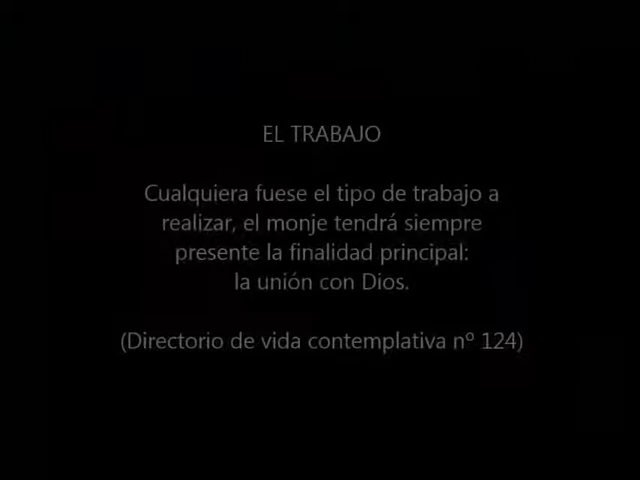 EL TRABAJO
Cualquiera fuese el tipo de trabajo a
realizar, el monje tendrá siempre
presente la finalidad principal:
la unión con Dios.
(Directorio de vida contemplativa nº 124)